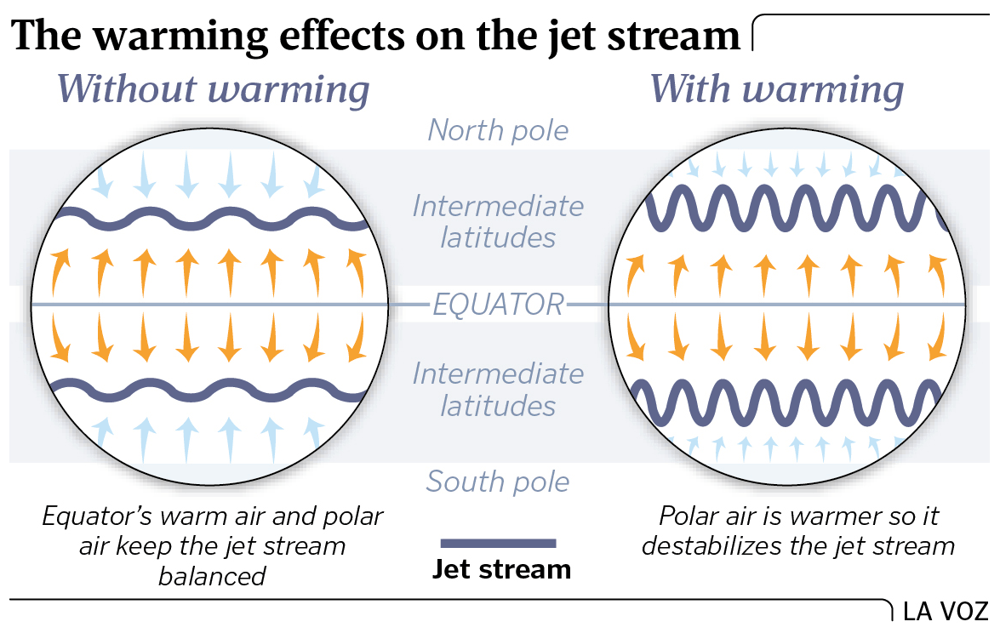 The warming effects on the jet stream
Without warming
With warming
North pole
Intermediate
latitudes
EQUATOR
Intermediate
latitudes
South pole
Equator’s warm air and polar
air keep the jet stream
balanced
Polar air is warmer so it
destabilizes the jet stream
Jet stream
LA VOZ